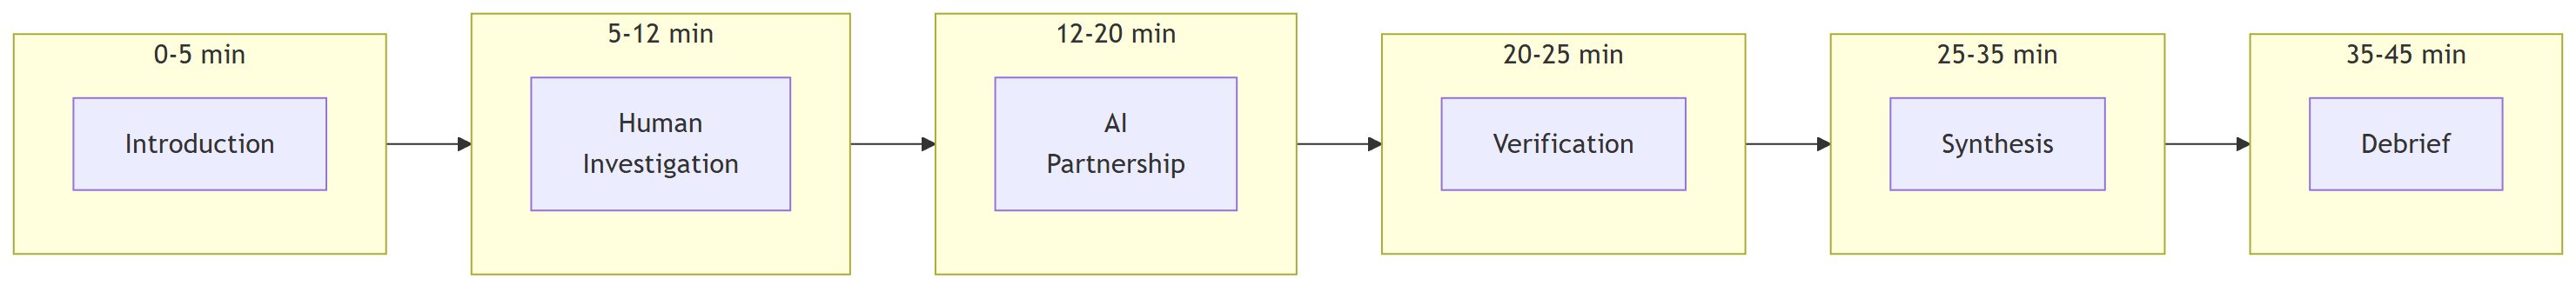 0-5 min
Introduction
5-12 min
Human
Investigation
12-20 min
AI
Partnership
20-25 min
Verification
25-35 min
Synthesis
35-45 min
Debrief